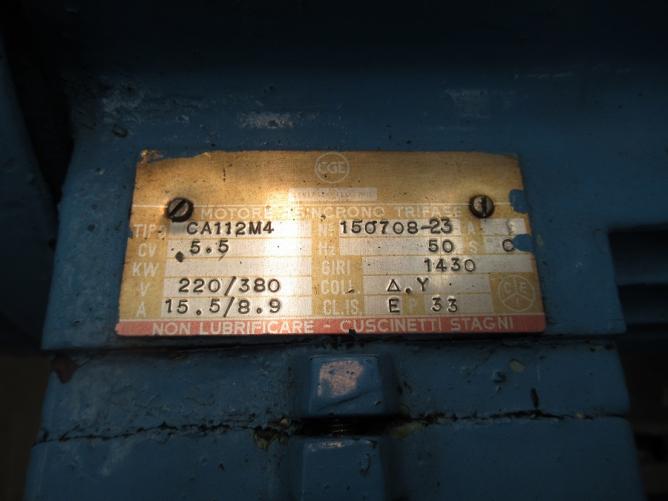 CGE
MOTORE ASINCRONO TRIFASE
TIP. CA112M4 N° 150708-23
CV 5.5 Hz 50 S C
KW GIRI 1430
V 220/380 COLL. Δ.Y
A 15.5/8.9 CL.IS. E P 33
NON LUBRIFICARE - CUSCINETTI STAGNI